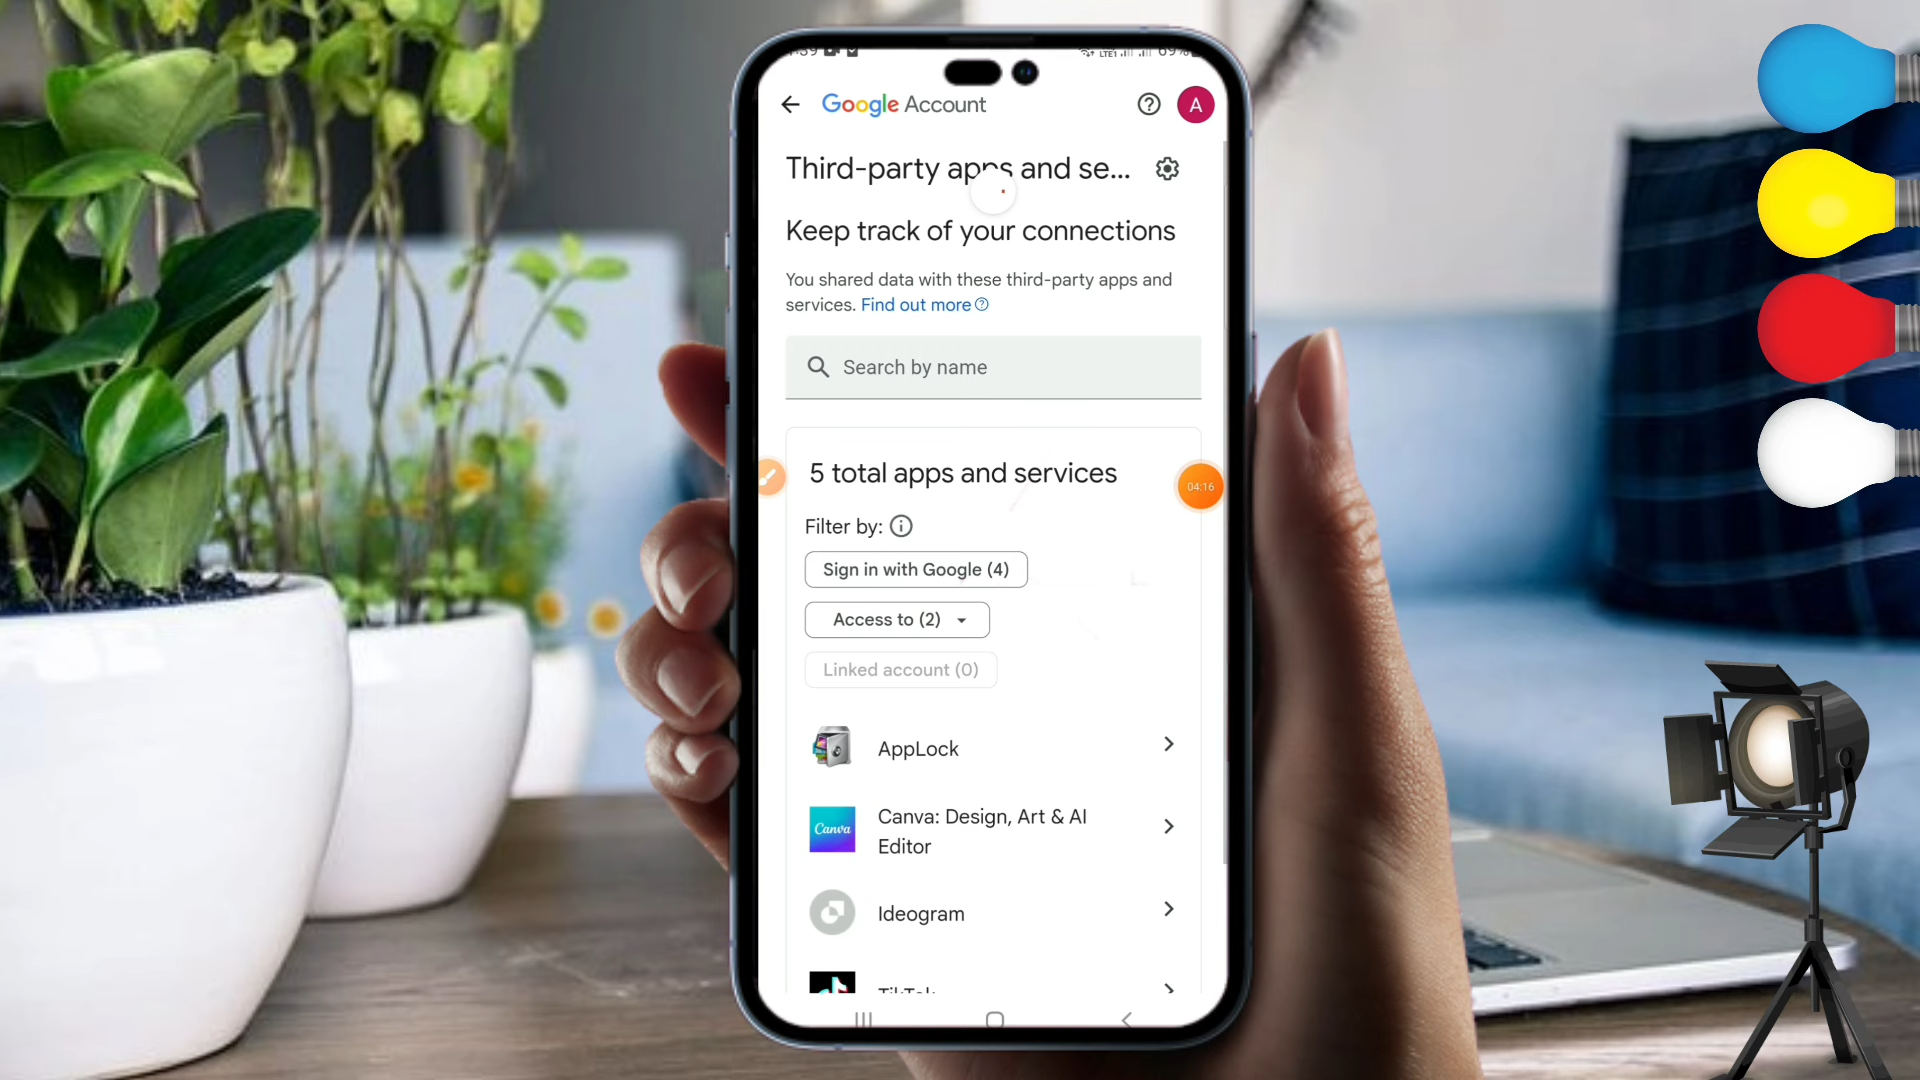 Google Account
A
Third-party apps and se...
Keep track of your connections
You shared data with these third-party apps and
services. Find out more
Search by name
5 total apps and services
04:16
Filter by:
Sign in with Google (4)
Access to (2)
Linked account (0)
AppLock
Canva
Canva: Design, Art & AI
Editor
Ideogram
TikTok